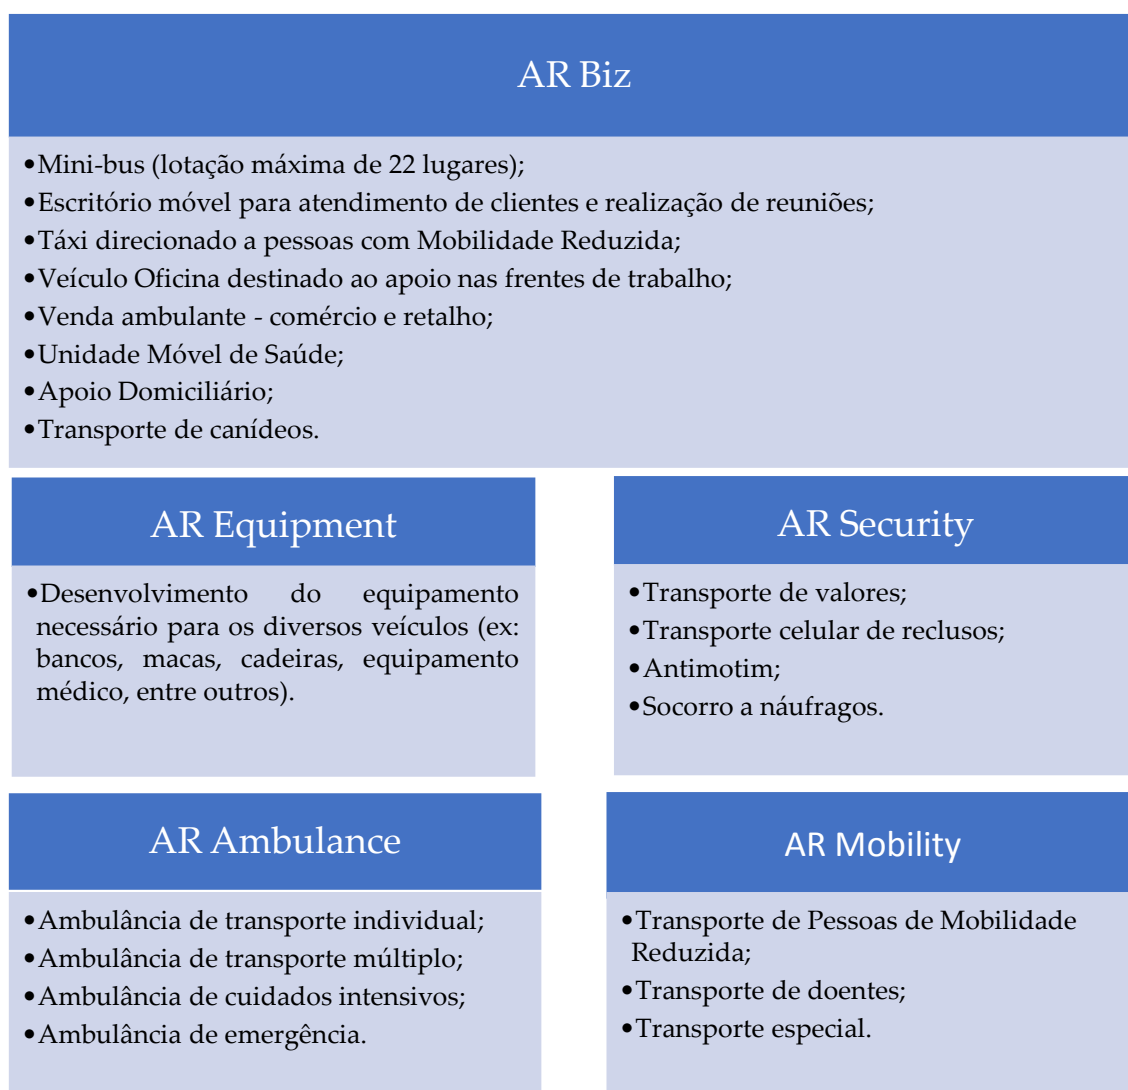 AR Biz
•Mini-bus (lotação máxima de 22 lugares);
•Escritório móvel para atendimento de clientes e realização de reuniões;
•Táxi direcionado a pessoas com Mobilidade Reduzida;
•Veículo Oficina destinado ao apoio nas frentes de trabalho;
•Venda ambulante - comércio e retalho;
•Unidade Móvel de Saúde;
•Apoio Domiciliário;
•Transporte de canídeos.
AR Equipment
•Desenvolvimento do equipamento
necessário para os diversos veículos (ex:
bancos, macas, cadeiras, equipamento
médico, entre outros).
AR Security
•Transporte de valores;
•Transporte celular de reclusos;
•Antimotim;
•Socorro a náufragos.
AR Ambulance
•Ambulância de transporte individual;
•Ambulância de transporte múltiplo;
•Ambulância de cuidados intensivos;
•Ambulância de emergência.
AR Mobility
•Transporte de Pessoas de Mobilidade
Reduzida;
•Transporte de doentes;
•Transporte especial.